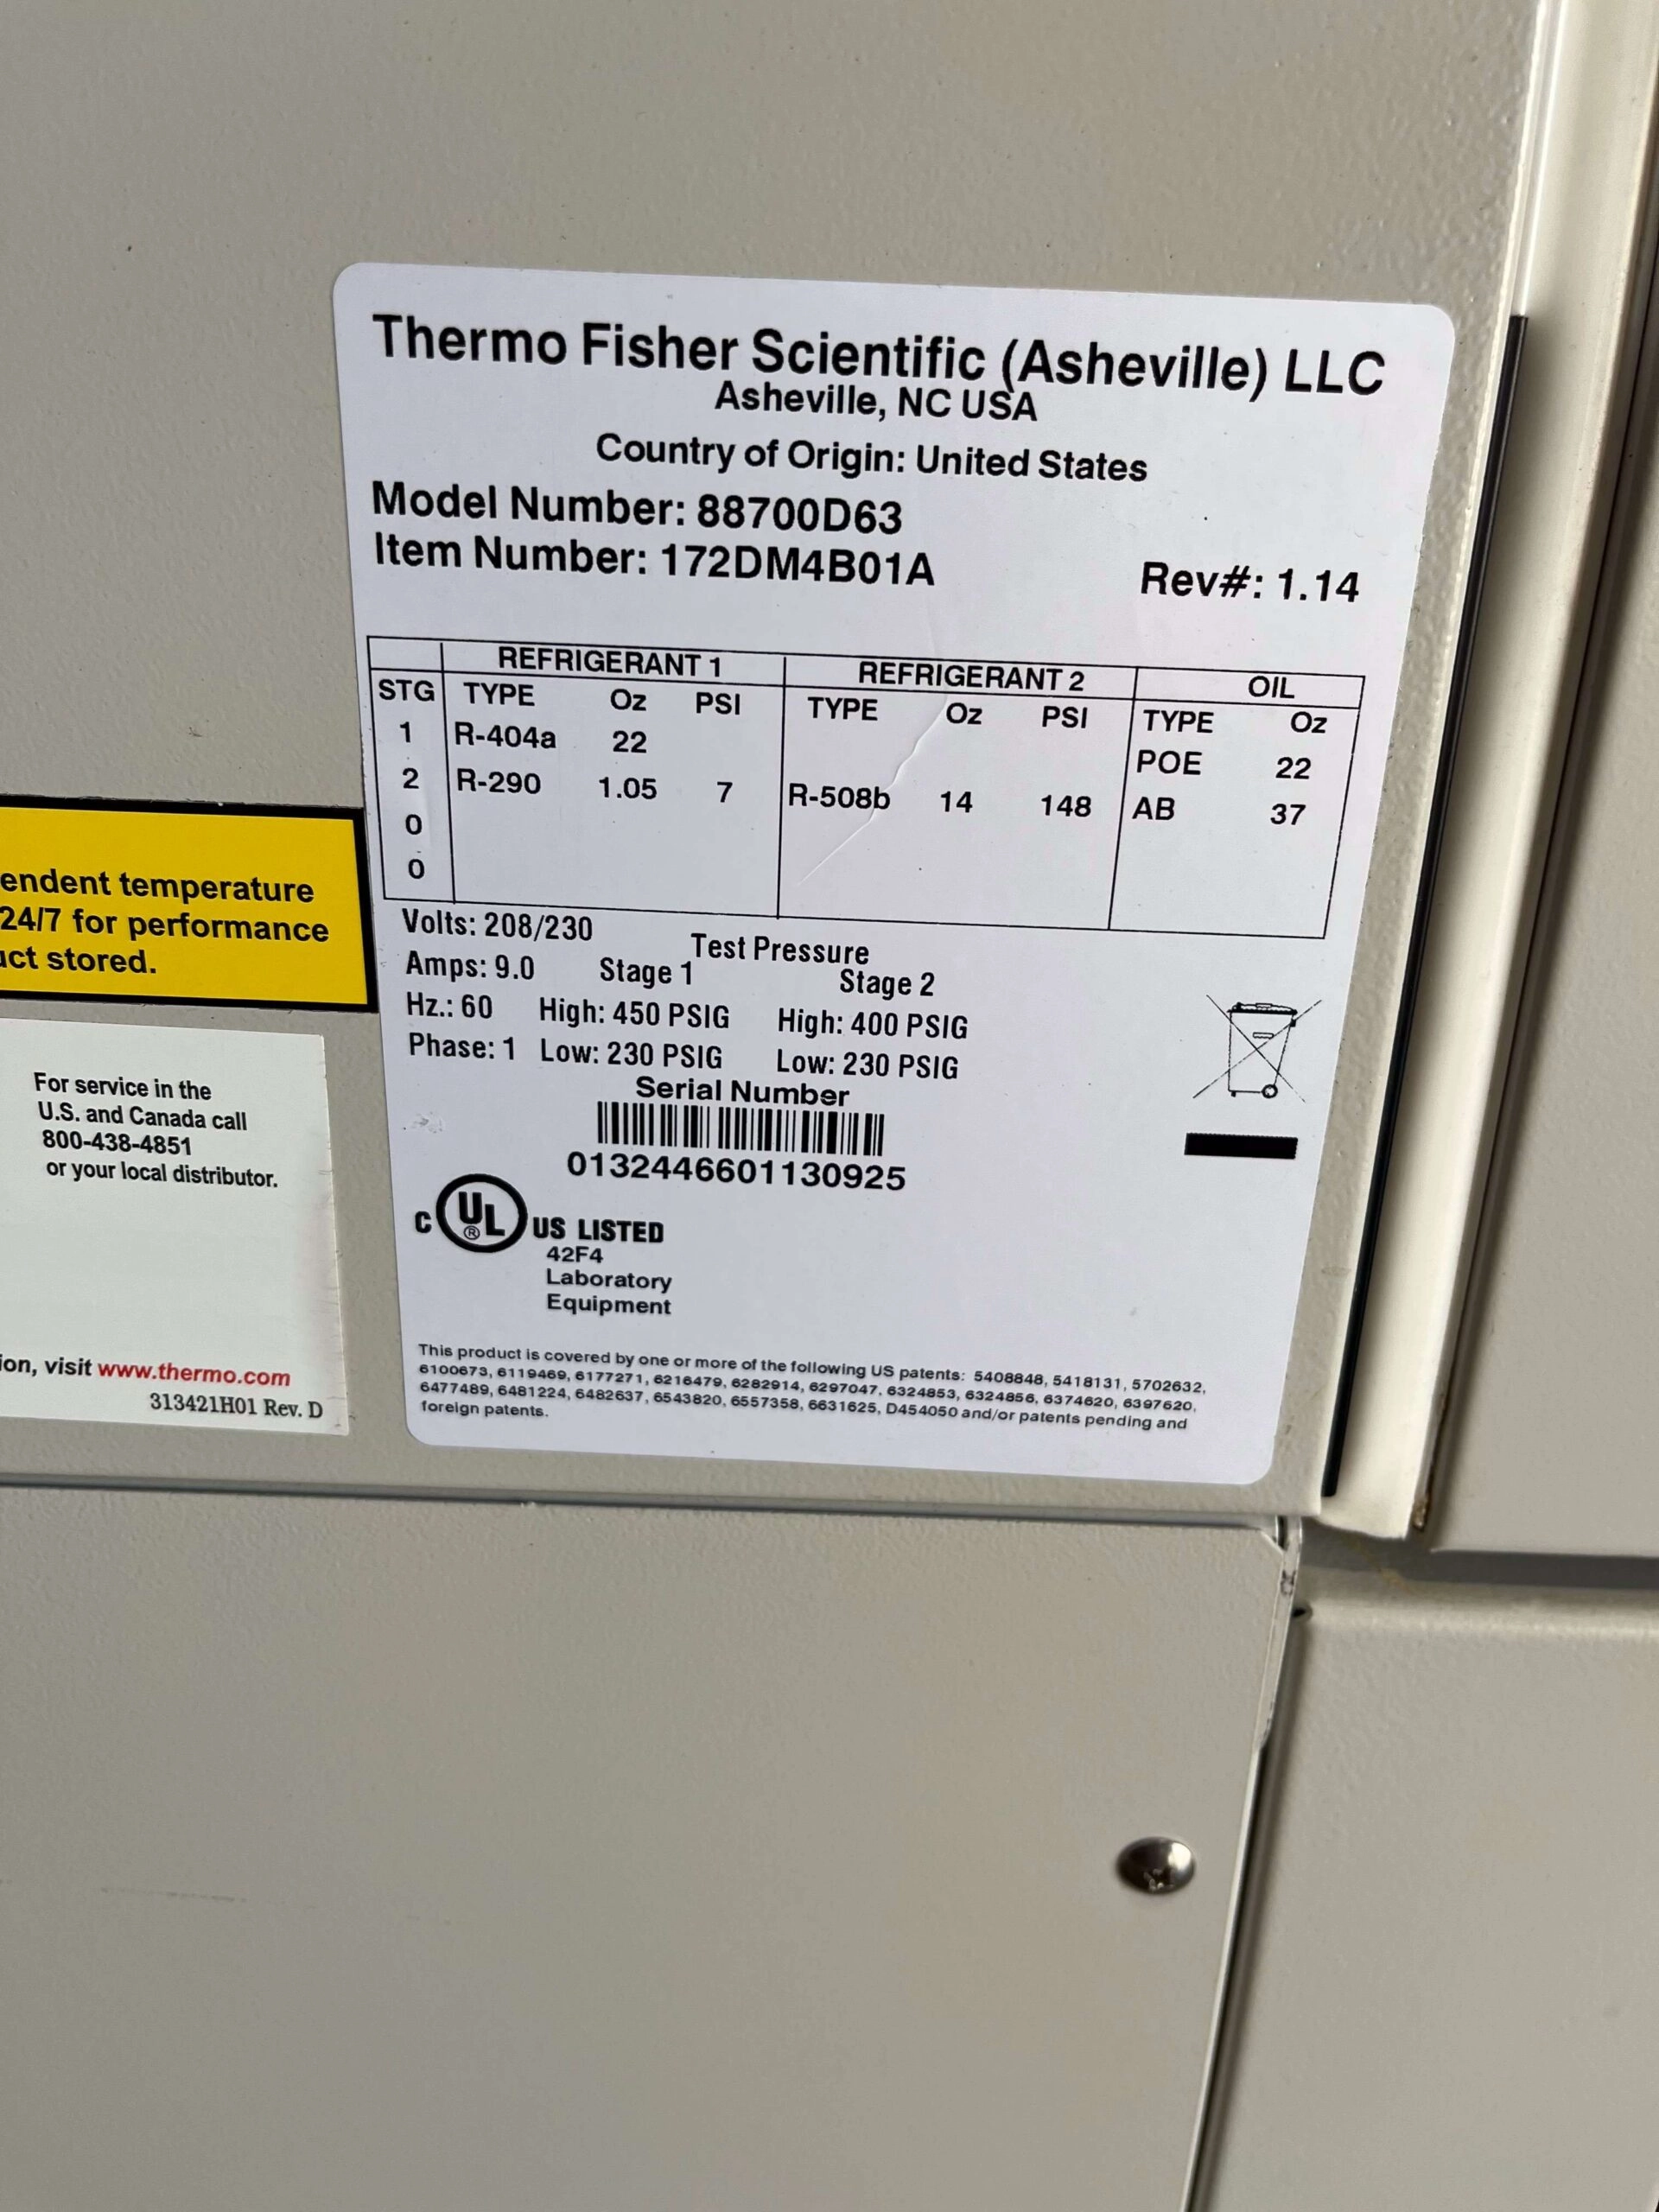 Thermo Fisher Scientific (Asheville) LLC
Asheville, NC USA
Country of Origin: United States
Model Number: 88700D63
Item Number: 172DM4B01A Rev#: 1.14
REFRIGERANT 1 REFRIGERANT 2 OIL
STG TYPE Oz PSI TYPE Oz PSI TYPE Oz
1 R-404a 22 POE 22
2 R-290 1.05 7 R-508b 14 148 AB 37
0
0
Volts: 208/230 Test Pressure
Amps: 9.0 Stage 1 Stage 2
Hz.: 60 High: 450 PSIG High: 400 PSIG
Phase: 1 Low: 230 PSIG Low: 230 PSIG
Serial Number
0132446601130925
C UL ® US LISTED
42F4
Laboratory
Equipment
This product is covered by one or more of the following US patents: 5408848, 5418131, 5702632,
6100673, 6119469, 6177271, 6216479, 6282914, 6297047, 6324853, 6324856, 6374620, 6397620,
6477489, 6481224, 6482637, 6543820, 6557358, 6631625, D454050 and/or patents pending and
foreign patents.
endent temperature
24/7 for performance
uct stored.
For service in the
U.S. and Canada call
800-438-4851
or your local distributor.
ion, visit www.thermo.com
313421H01 Rev. D